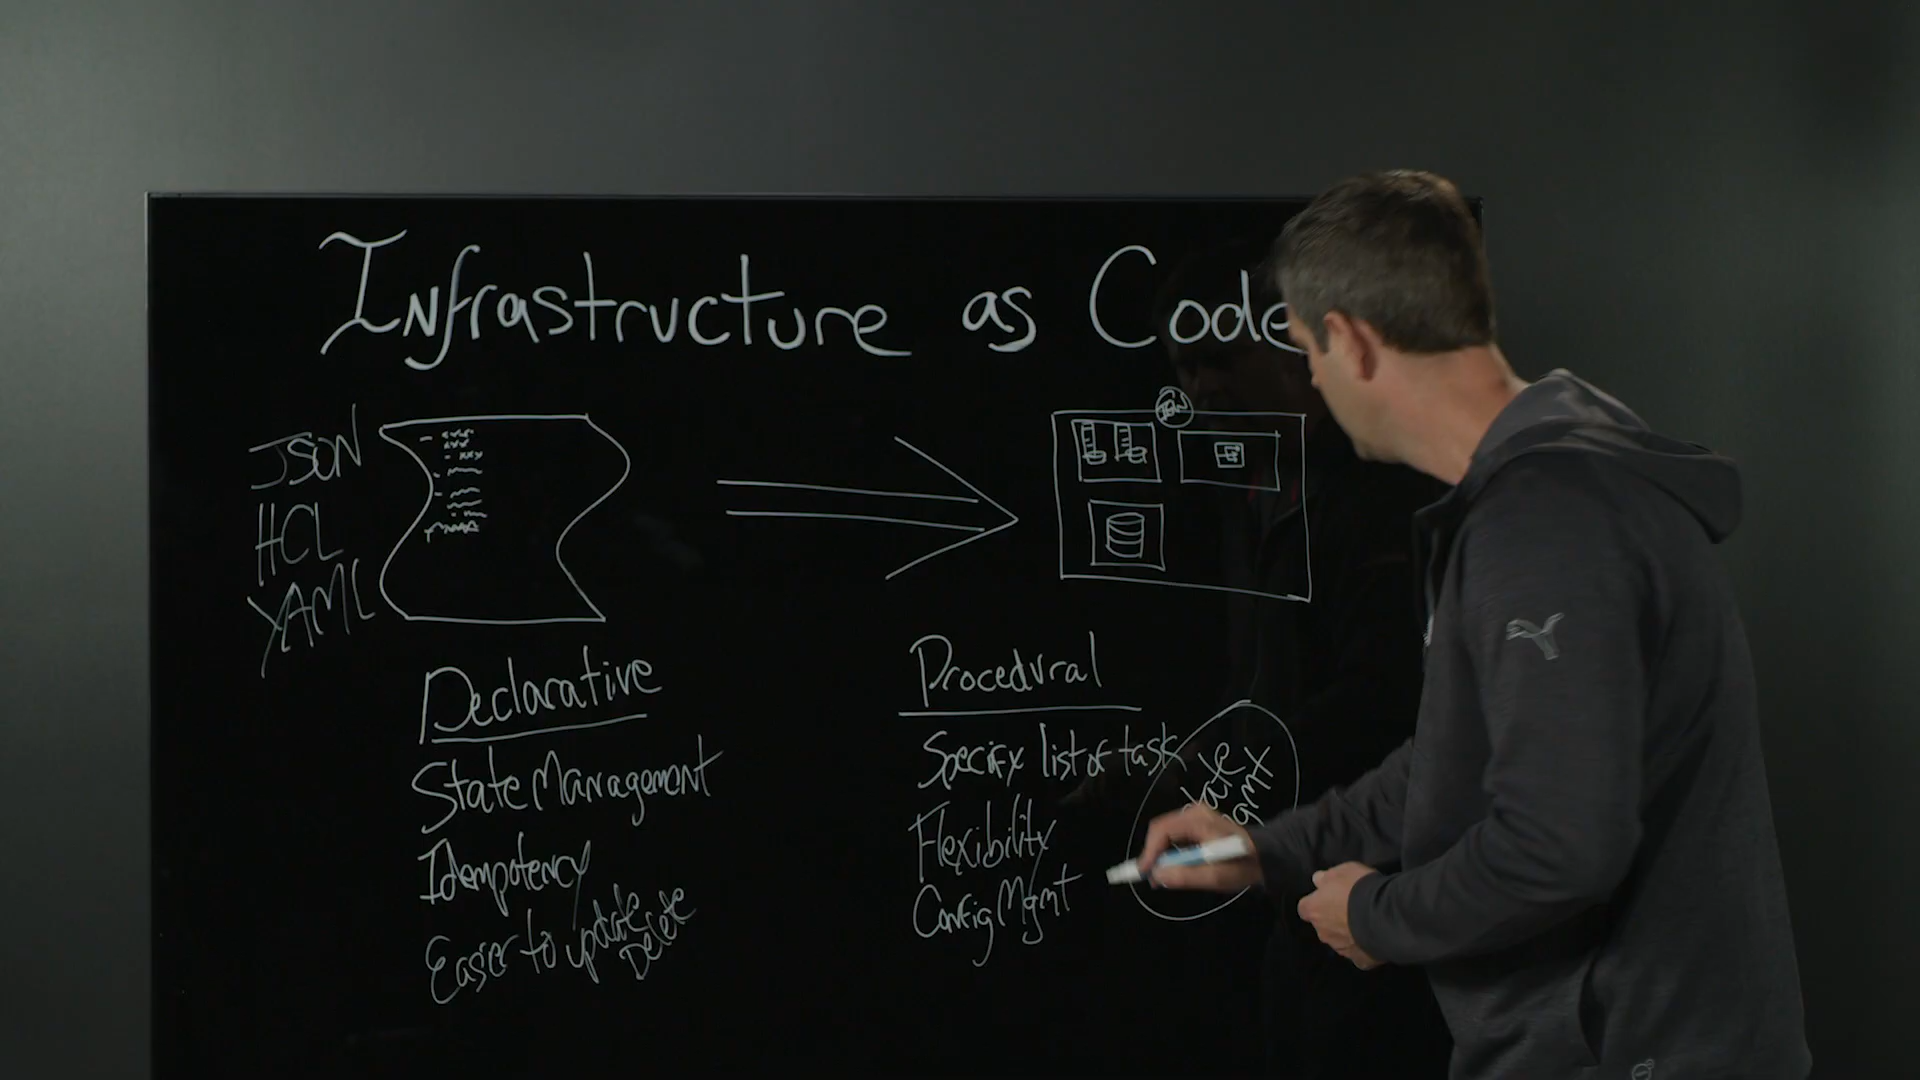 Infrastructure as Code
JSON
HCL
YAML
IGW
Declarative
State Management
Idempotency
Easier to update
Delete
Procedural
Specify list of task
Flexibility
Config Mgmt